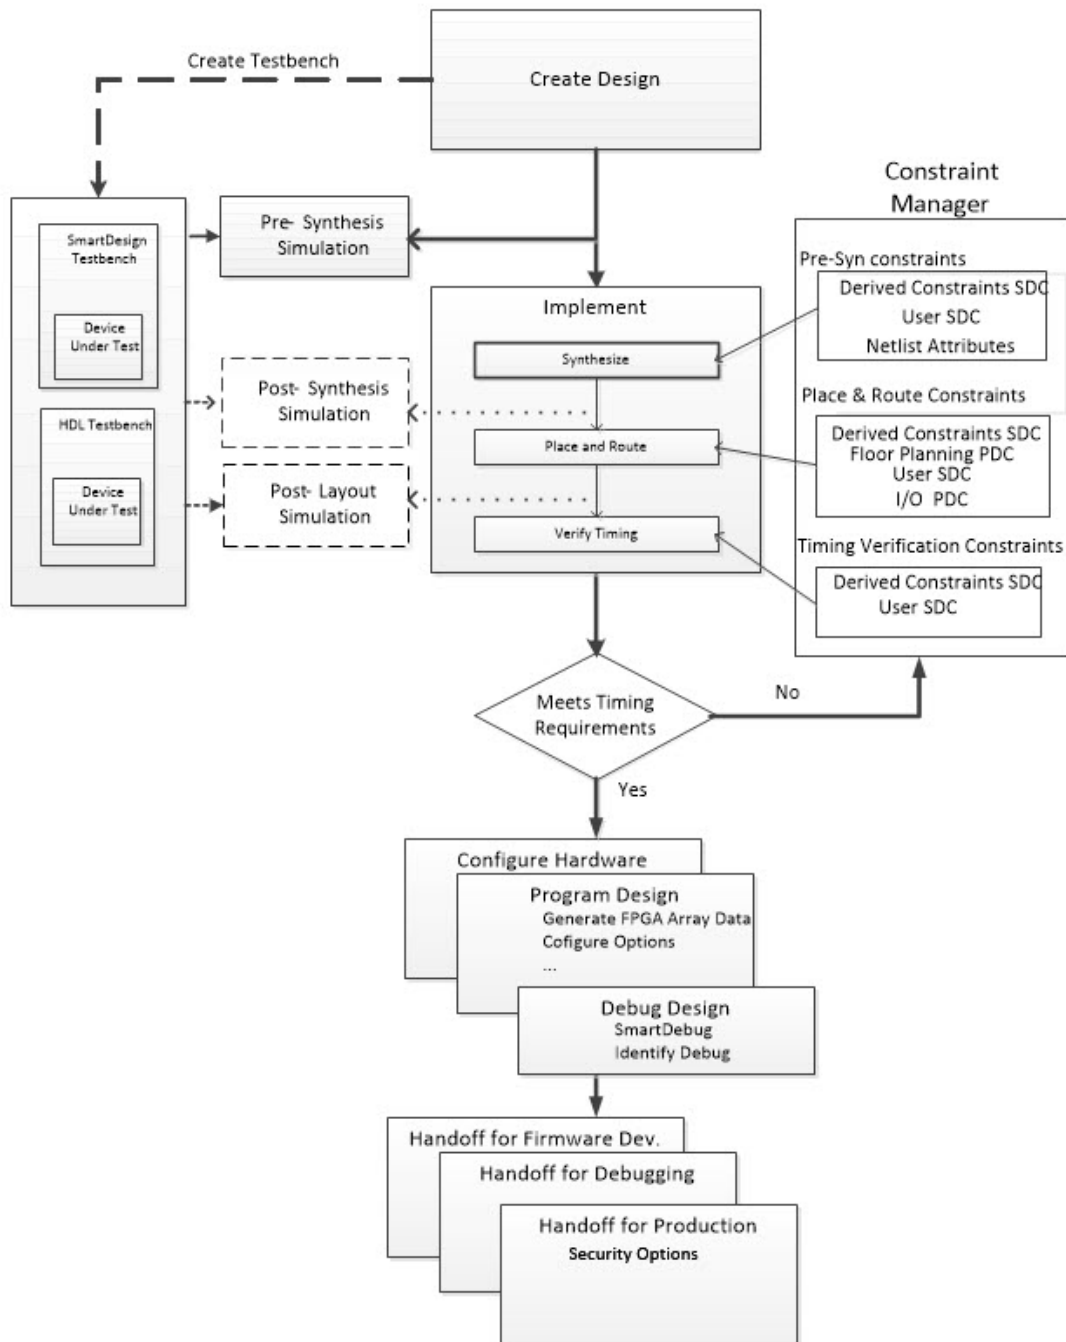 Create Testbench
Create Design
Constraint
Manager
SmartDesign
Testbench
Device
Under Test
Pre- Synthesis
Simulation
Implement
Pre-Syn constraints
Derived Constraints SDC
User SDC
Netlist Attributes
Synthesize
Post- Synthesis
Simulation
Place & Route Constraints
HDL Testbench
Place and Route
Derived Constraints SDC
Floor Planning PDC
User SDC
I/O PDC
Device
Under Test
Post- Layout
Simulation
Verify Timing
Timing Verification Constraints
Derived Constraints SDC
User SDC
Meets Timing
Requirements
No
Yes
Configure Hardware
Program Design
Generate FPGA Array Data
Cofigure Options
...
Debug Design
SmartDebug
Identify Debug
Handoff for Firmware Dev.
Handoff for Debugging
Handoff for Production
Security Options